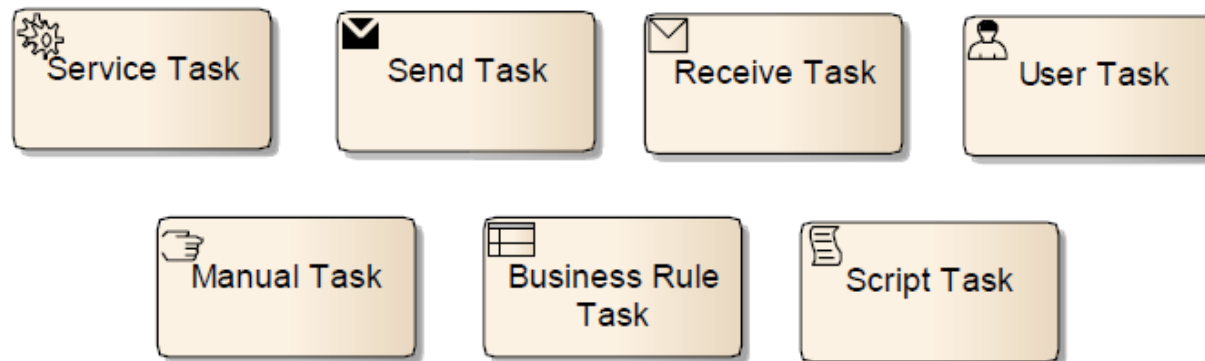 Service Task
Send Task
Receive Task
User Task
Manual Task
Business Rule
Task
Script Task